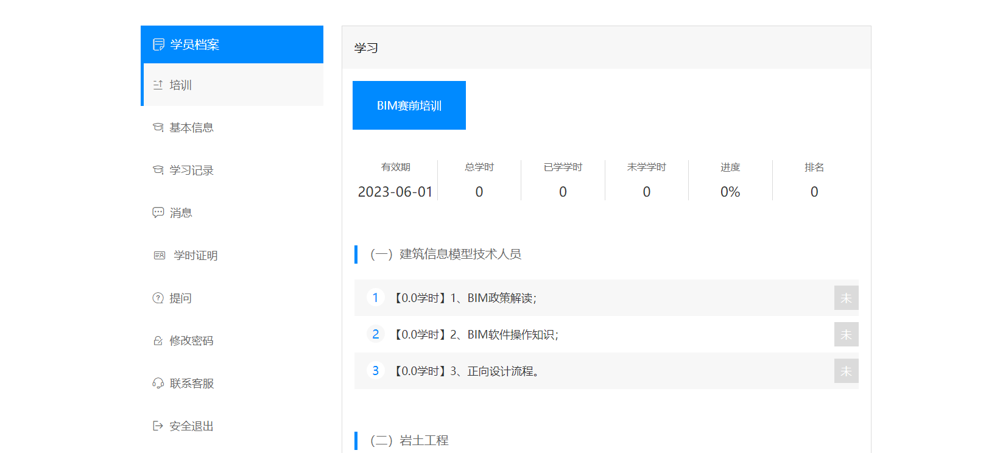 学员档案
培训
基本信息
学习记录
消息
学时证明
提问
修改密码
联系客服
安全退出
学习
BIM赛前培训
有效期 总学时 已学学时 未学学时 进度 排名
2023-06-01 0 0 0 0% 0
（一）建筑信息模型技术人员
1 【0.0学时】1、BIM政策解读； 未
2 【0.0学时】2、BIM软件操作知识； 未
3 【0.0学时】3、正向设计流程。 未
（二）岩土工程